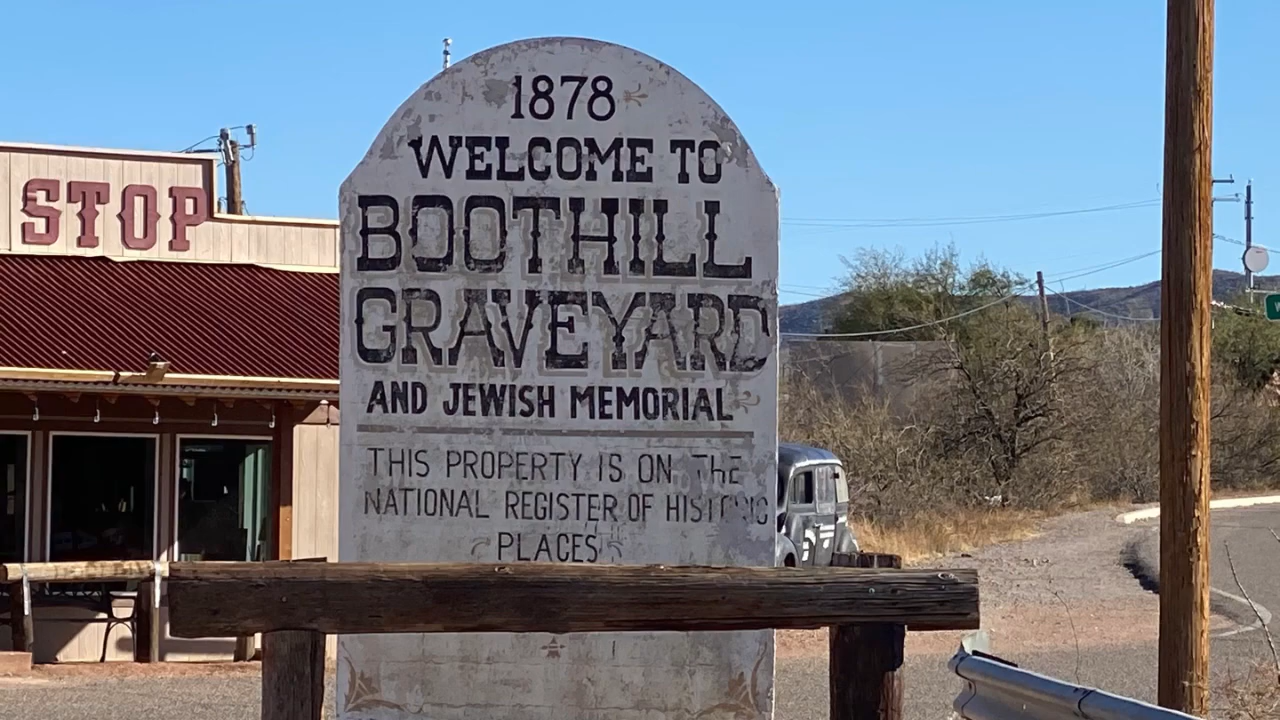 STOP
1878
WELCOME TO
BOOTHILL
GRAVEYARD
AND JEWISH MEMORIAL
THIS PROPERTY IS ON THE
NATIONAL REGISTER OF HISTORIC
PLACES